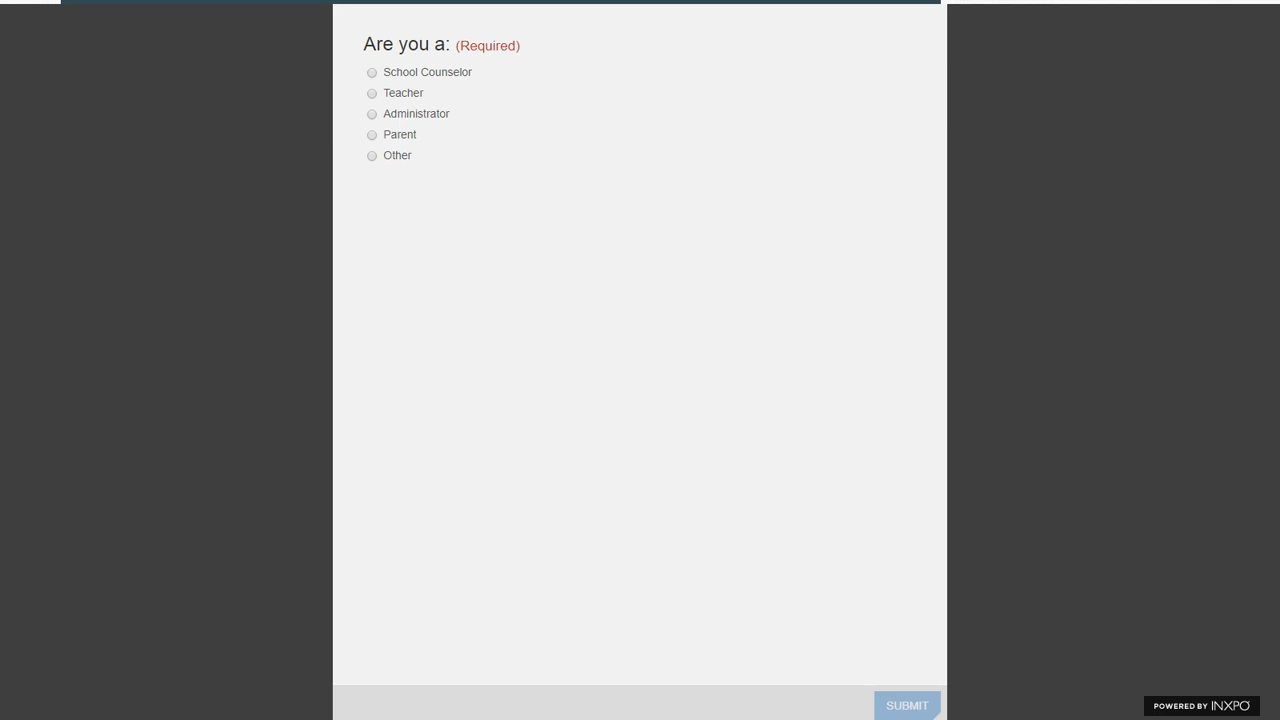 Are you a: (Required)
School Counselor
Teacher
Administrator
Parent
Other
SUBMIT
POWERED BY INXPO